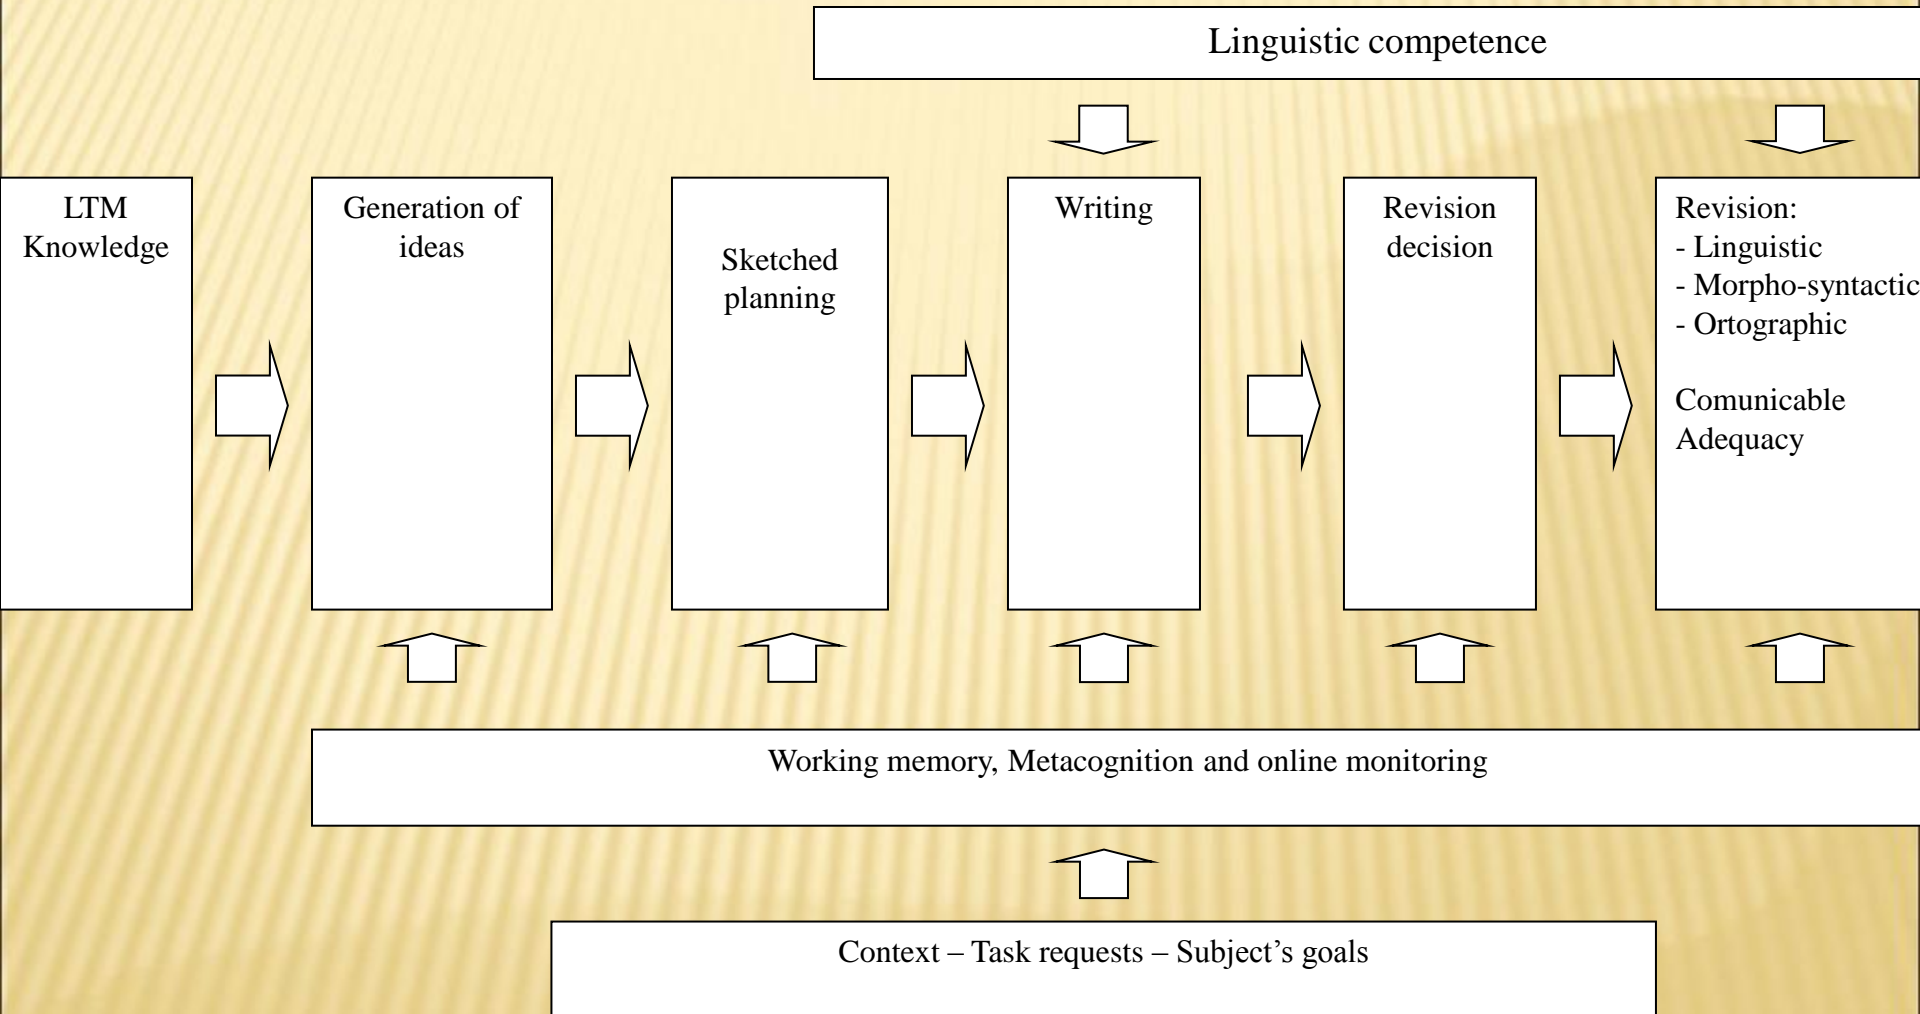 Linguistic competence
LTM
Knowledge
Generation of
ideas
Sketched
planning
Writing
Revision
decision
Revision:
- Linguistic
- Morpho-syntactic
- Ortographic
Comunicable
Adequacy
Working memory, Metacognition and online monitoring
Context – Task requests – Subject’s goals